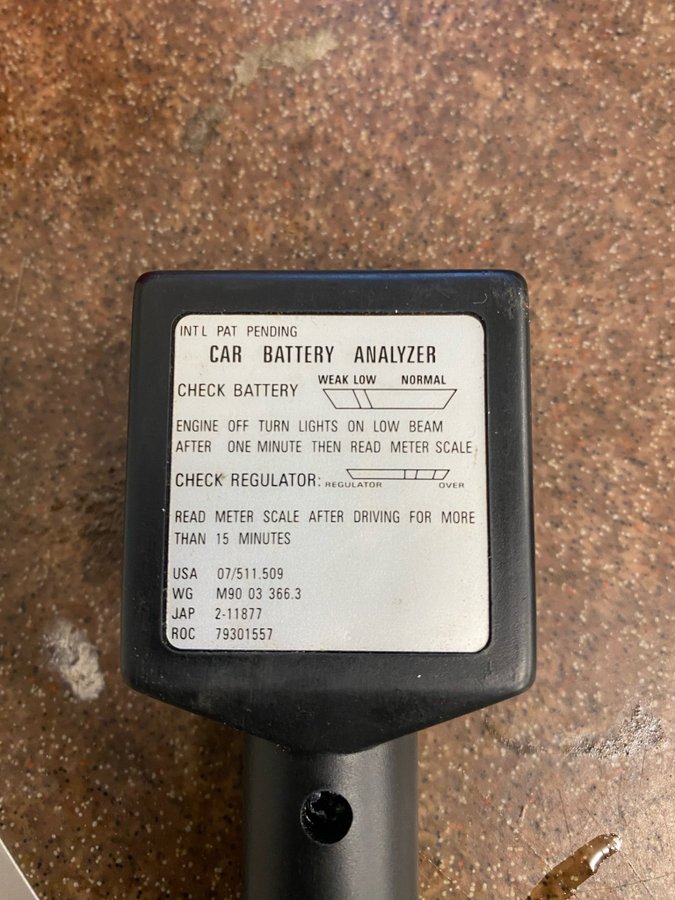 INT L PAT PENDING
CAR BATTERY ANALYZER
WEAK LOW NORMAL
CHECK BATTERY
ENGINE OFF TURN LIGHTS ON LOW BEAM
AFTER ONE MINUTE THEN READ METER SCALE
CHECK REGULATOR:
REGULATOR OVER
READ METER SCALE AFTER DRIVING FOR MORE
THAN 15 MINUTES
USA 07/511.509
WG M90 03 366.3
JAP 2-11877
ROC 79301557